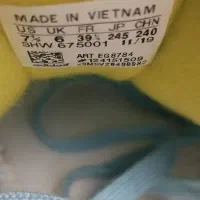 MADE IN VIETNAM
US UK FR JP CHN
7½ 6 39⅓ 245 240
SHW 675001 11/19
ART EG8784